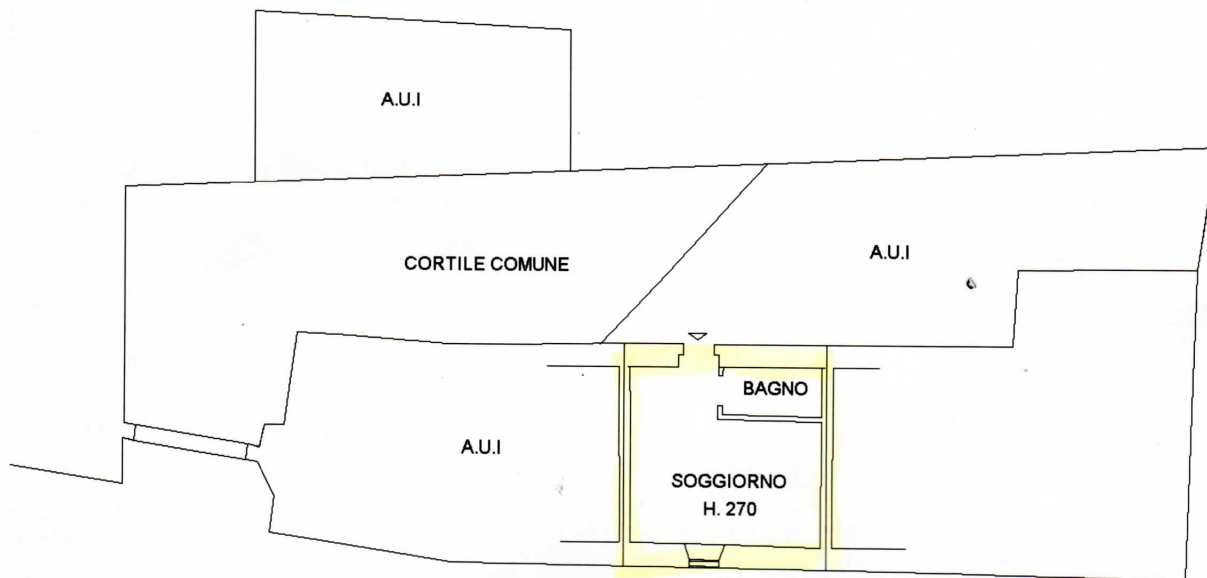 A.U.I
CORTILE COMUNE
A.U.I
BAGNO
A.U.I
SOGGIORNO
H. 270